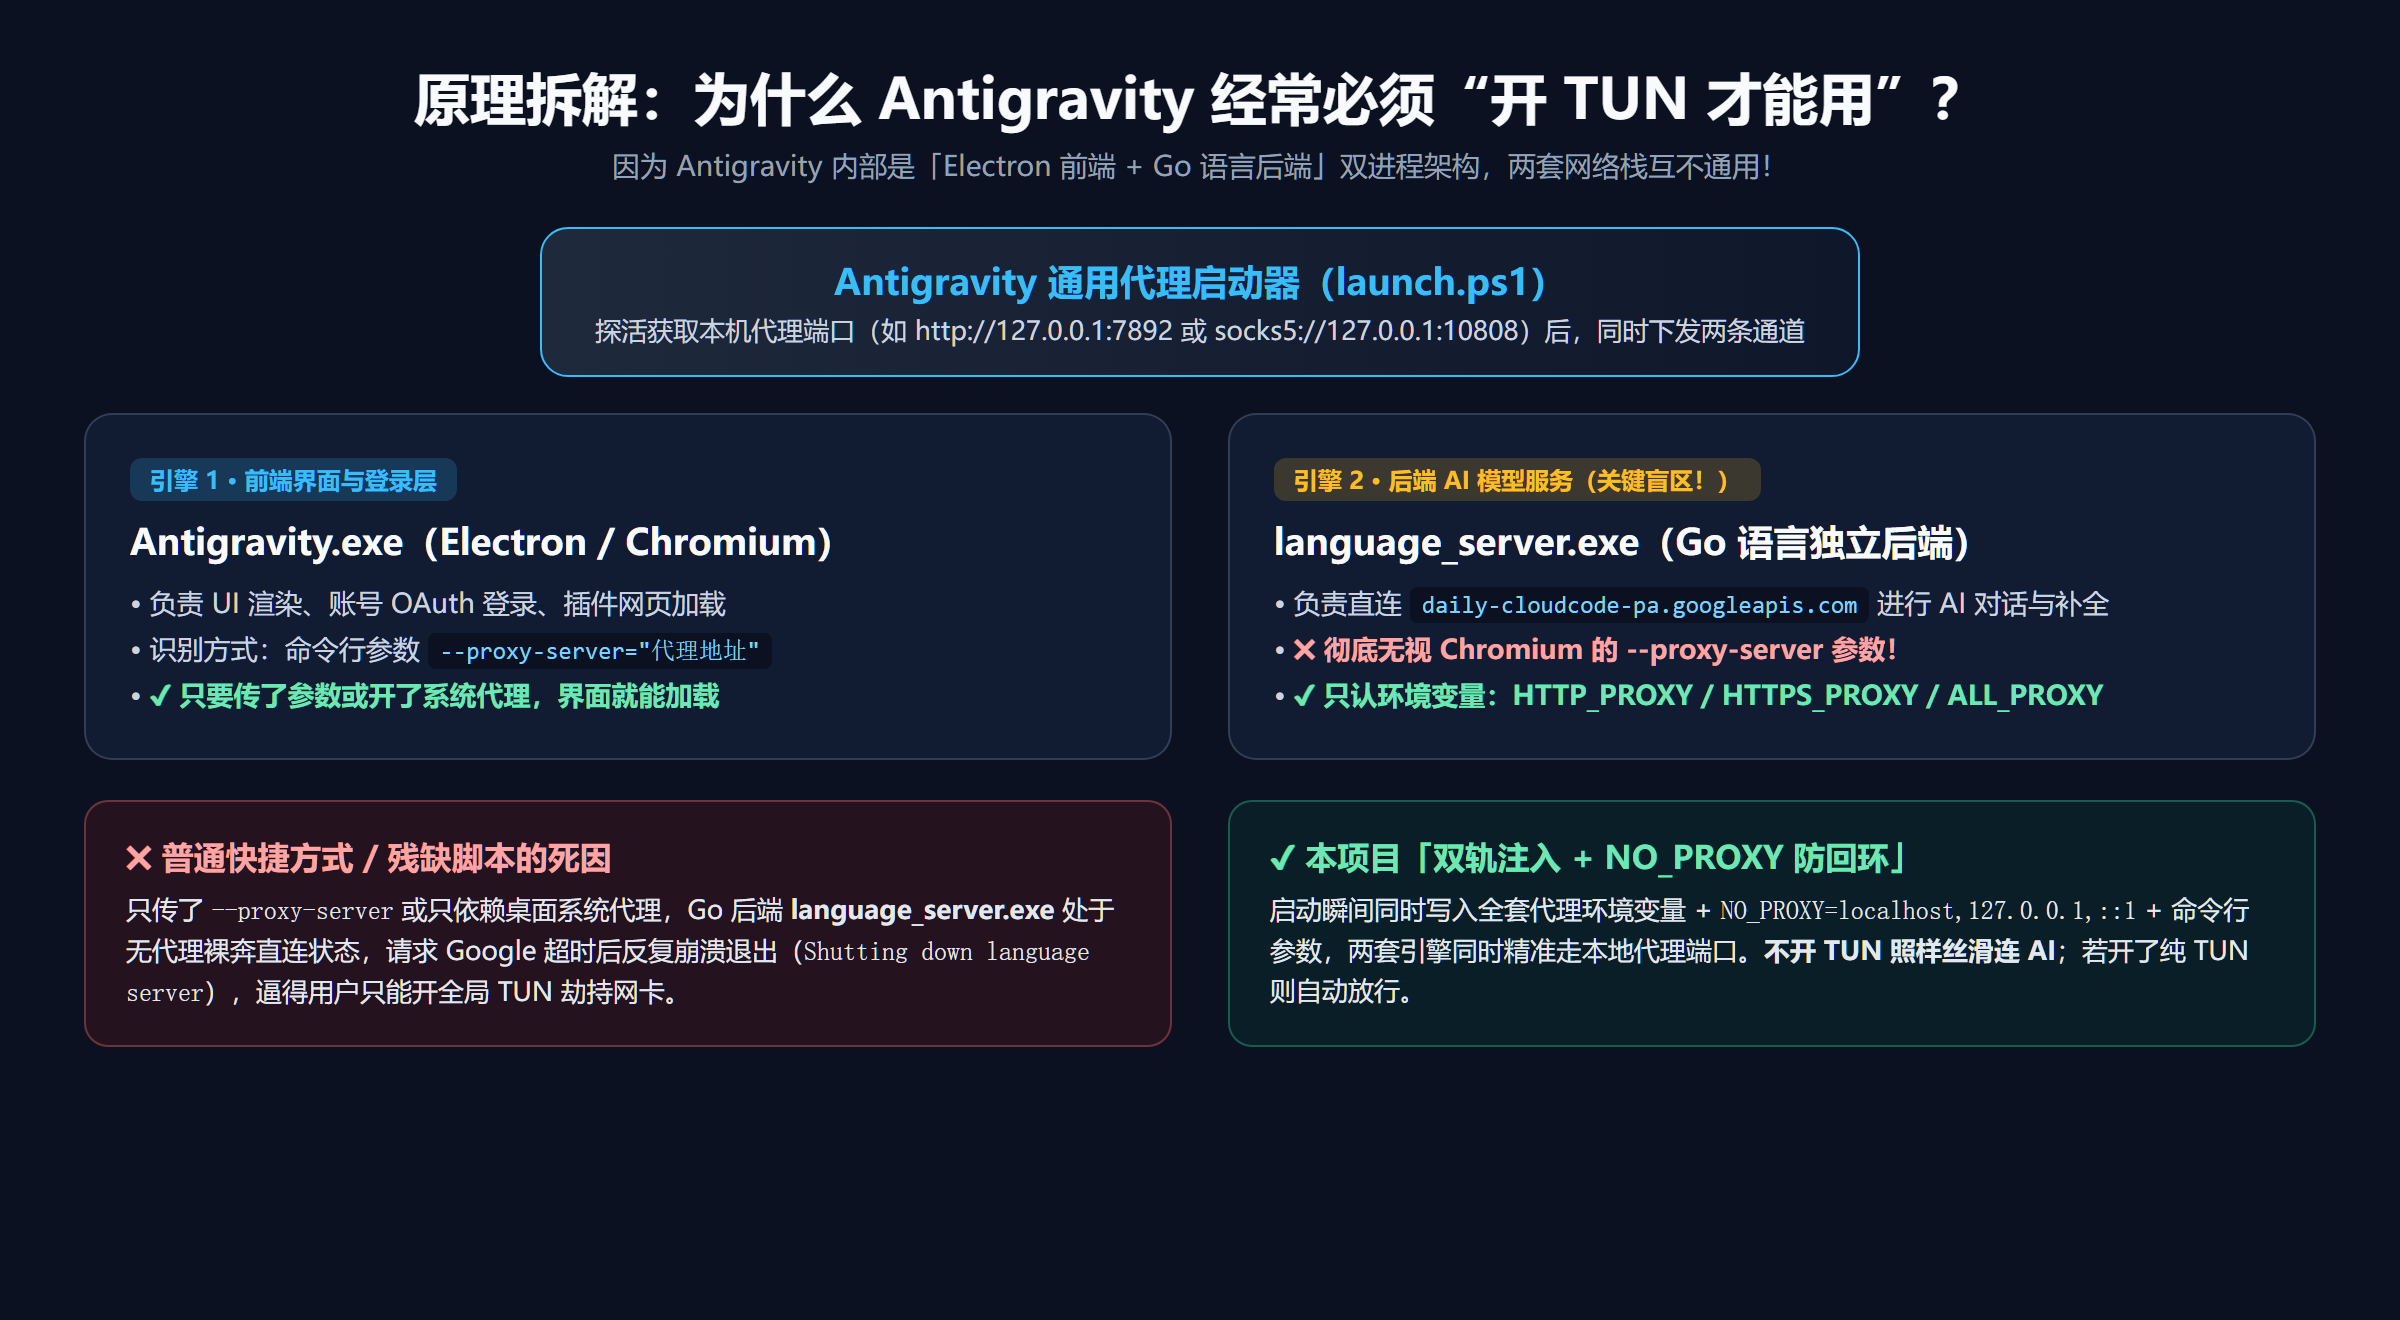 原理拆解：为什么 Antigravity 经常必须“开 TUN 才能用”？
因为 Antigravity 内部是「Electron 前端 + Go 语言后端」双进程架构，两套网络栈互不通用！
Antigravity 通用代理启动器（launch.ps1）
探活获取本机代理端口（如 http://127.0.0.1:7892 或 socks5://127.0.0.1:10808）后，同时下发两条通道
引擎 1 • 前端界面与登录层
Antigravity.exe（Electron / Chromium）
• 负责 UI 渲染、账号 OAuth 登录、插件网页加载
• 识别方式：命令行参数 --proxy-server="代理地址"
• ✔ 只要传了参数或开了系统代理，界面就能加载
引擎 2 • 后端 AI 模型服务（关键盲区！）
language_server.exe（Go 语言独立后端）
• 负责直连 daily-cloudcode-pa.googleapis.com 进行 AI 对话与补全
• ❌ 彻底无视 Chromium 的 --proxy-server 参数！
• ✔ 只认环境变量：HTTP_PROXY / HTTPS_PROXY / ALL_PROXY
❌ 普通快捷方式 / 残缺脚本的死因
只传了 --proxy-server 或只依赖桌面系统代理，Go 后端 language_server.exe 处于
无代理裸奔直连状态，请求 Google 超时后反复崩溃退出（Shutting down language
server），逼得用户只能开全局 TUN 劫持网卡。
✔ 本项目「双轨注入 + NO_PROXY 防回环」
启动瞬间同时写入全套代理环境变量 + NO_PROXY=localhost,127.0.0.1,::1 + 命令行
参数，两套引擎同时精准走本地代理端口。不开 TUN 照样丝滑连 AI；若开了纯 TUN
则自动放行。